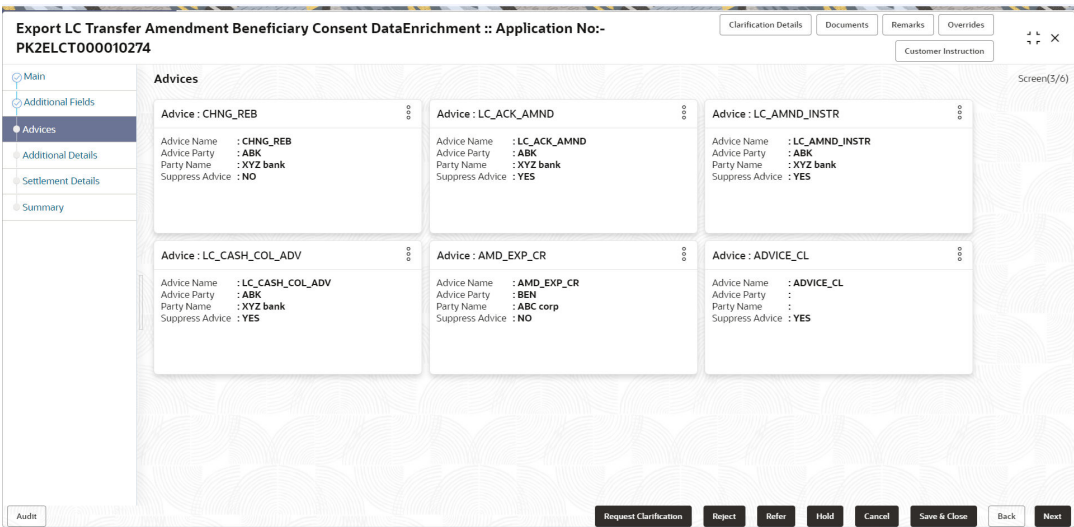 Export LC Transfer Amendment Beneficiary Consent DataEnrichment :: Application No:-
PK2ELCT000010274
Clarification Details
Documents
Remarks
Overrides
Customer Instruction
Main
Additional Fields
Advices
Additional Details
Settlement Details
Summary
Advices
Screen(3/6)
Advice : CHNG_REB
Advice Name : CHNG_REB
Advice Party : ABK
Party Name : XYZ bank
Suppress Advice : NO
Advice : LC_ACK_AMND
Advice Name : LC_ACK_AMND
Advice Party : ABK
Party Name : XYZ bank
Suppress Advice : YES
Advice : LC_AMND_INSTR
Advice Name : LC_AMND_INSTR
Advice Party : ABK
Party Name : XYZ bank
Suppress Advice : YES
Advice : LC_CASH_COL_ADV
Advice Name : LC_CASH_COL_ADV
Advice Party : ABK
Party Name : XYZ bank
Suppress Advice : YES
Advice : AMD_EXP_CR
Advice Name : AMD_EXP_CR
Advice Party : BEN
Party Name : ABC corp
Suppress Advice : NO
Advice : ADVICE_CL
Advice Name : ADVICE_CL
Advice Party :
Party Name :
Suppress Advice : YES
Audit
Request Clarification
Reject
Refer
Hold
Cancel
Save & Close
Back
Next